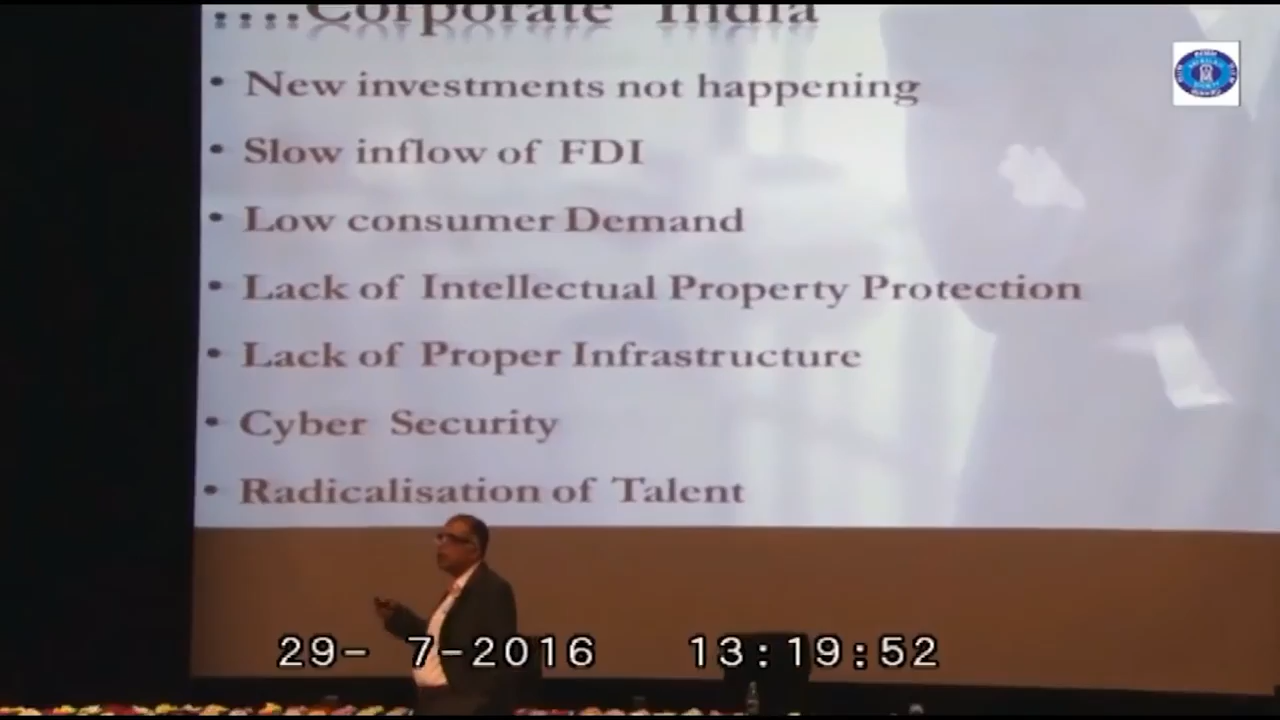 ....Corporate India
• New investments not happening
• Slow inflow of FDI
• Low consumer Demand
• Lack of Intellectual Property Protection
• Lack of Proper Infrastructure
• Cyber Security
• Radicalisation of Talent
29- 7-2016 13:19:52